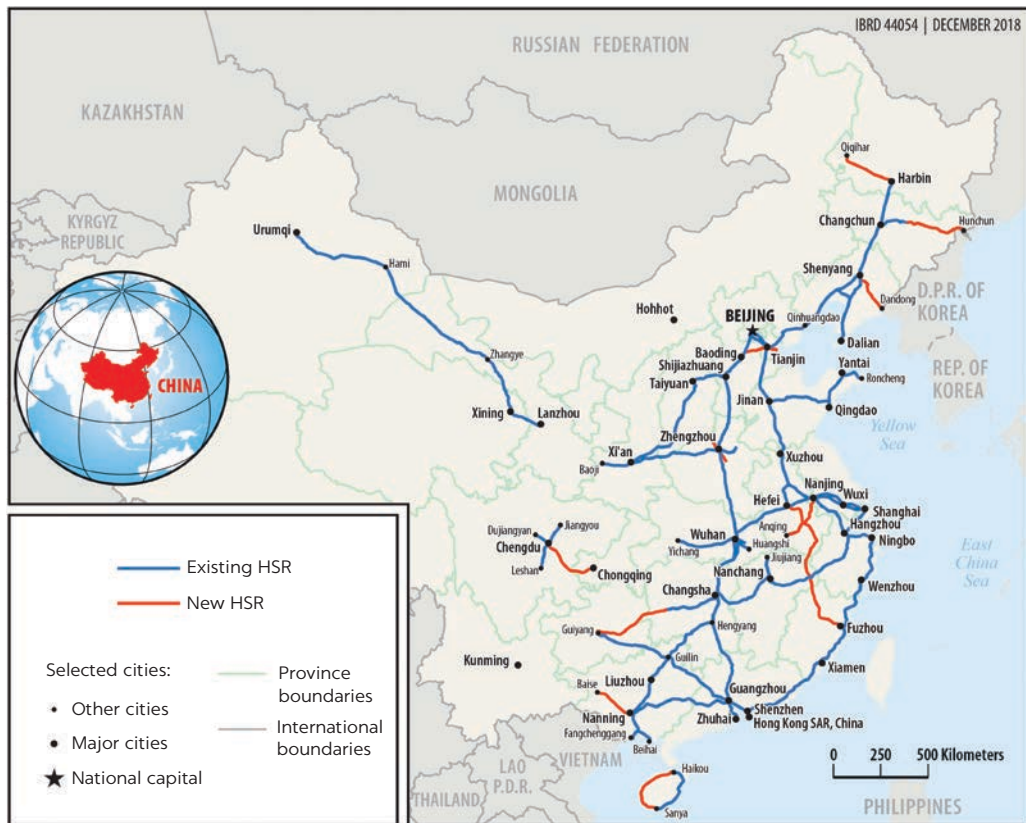 IBRD 44054 | DECEMBER 2018
RUSSIAN FEDERATION
KAZAKHSTAN
MONGOLIA
KYRGYZ
REPUBLIC
Qiqihar
Harbin
Changchun
Hunchun
Urumqi
Hami
Shenyang
Dandong
D.P.R. OF
KOREA
Hohhot
BEIJING
Qinhuangdao
Dalian
Zhangye
Baoding
Tianjin
Yantai
Shijiazhuang
Roncheng
REP. OF
KOREA
Taiyuan
CHINA
Jinan
Qingdao
Xining
Lanzhou
Yellow
Sea
Zhengzhou
Xi'an
Baoji
Xuzhou
Nanjing
Hefei
Wuxi
Shanghai
Anqing
Hangzhou
Dujiangyan
Jiangyou
Wuhan
Huangshi
Ningbo
Chengdu
Yichang
Jiujiang
East
China
Sea
Leshan
Chongqing
Nanchang
Wenzhou
Changsha
Guiyang
Hengyang
Fuzhou
Kunming
Guilin
Xiamen
Baise
Liuzhou
Guangzhou
Nanning
Shenzhen
Zhuhai
Hong Kong SAR, China
Fangchenggang
Beihai
VIETNAM
LAO
P.D.R.
THAILAND
Haikou
Sanya
0 250 500 Kilometers
PHILIPPINES
Existing HSR
New HSR
Selected cities:
Other cities
Major cities
National capital
Province
boundaries
International
boundaries